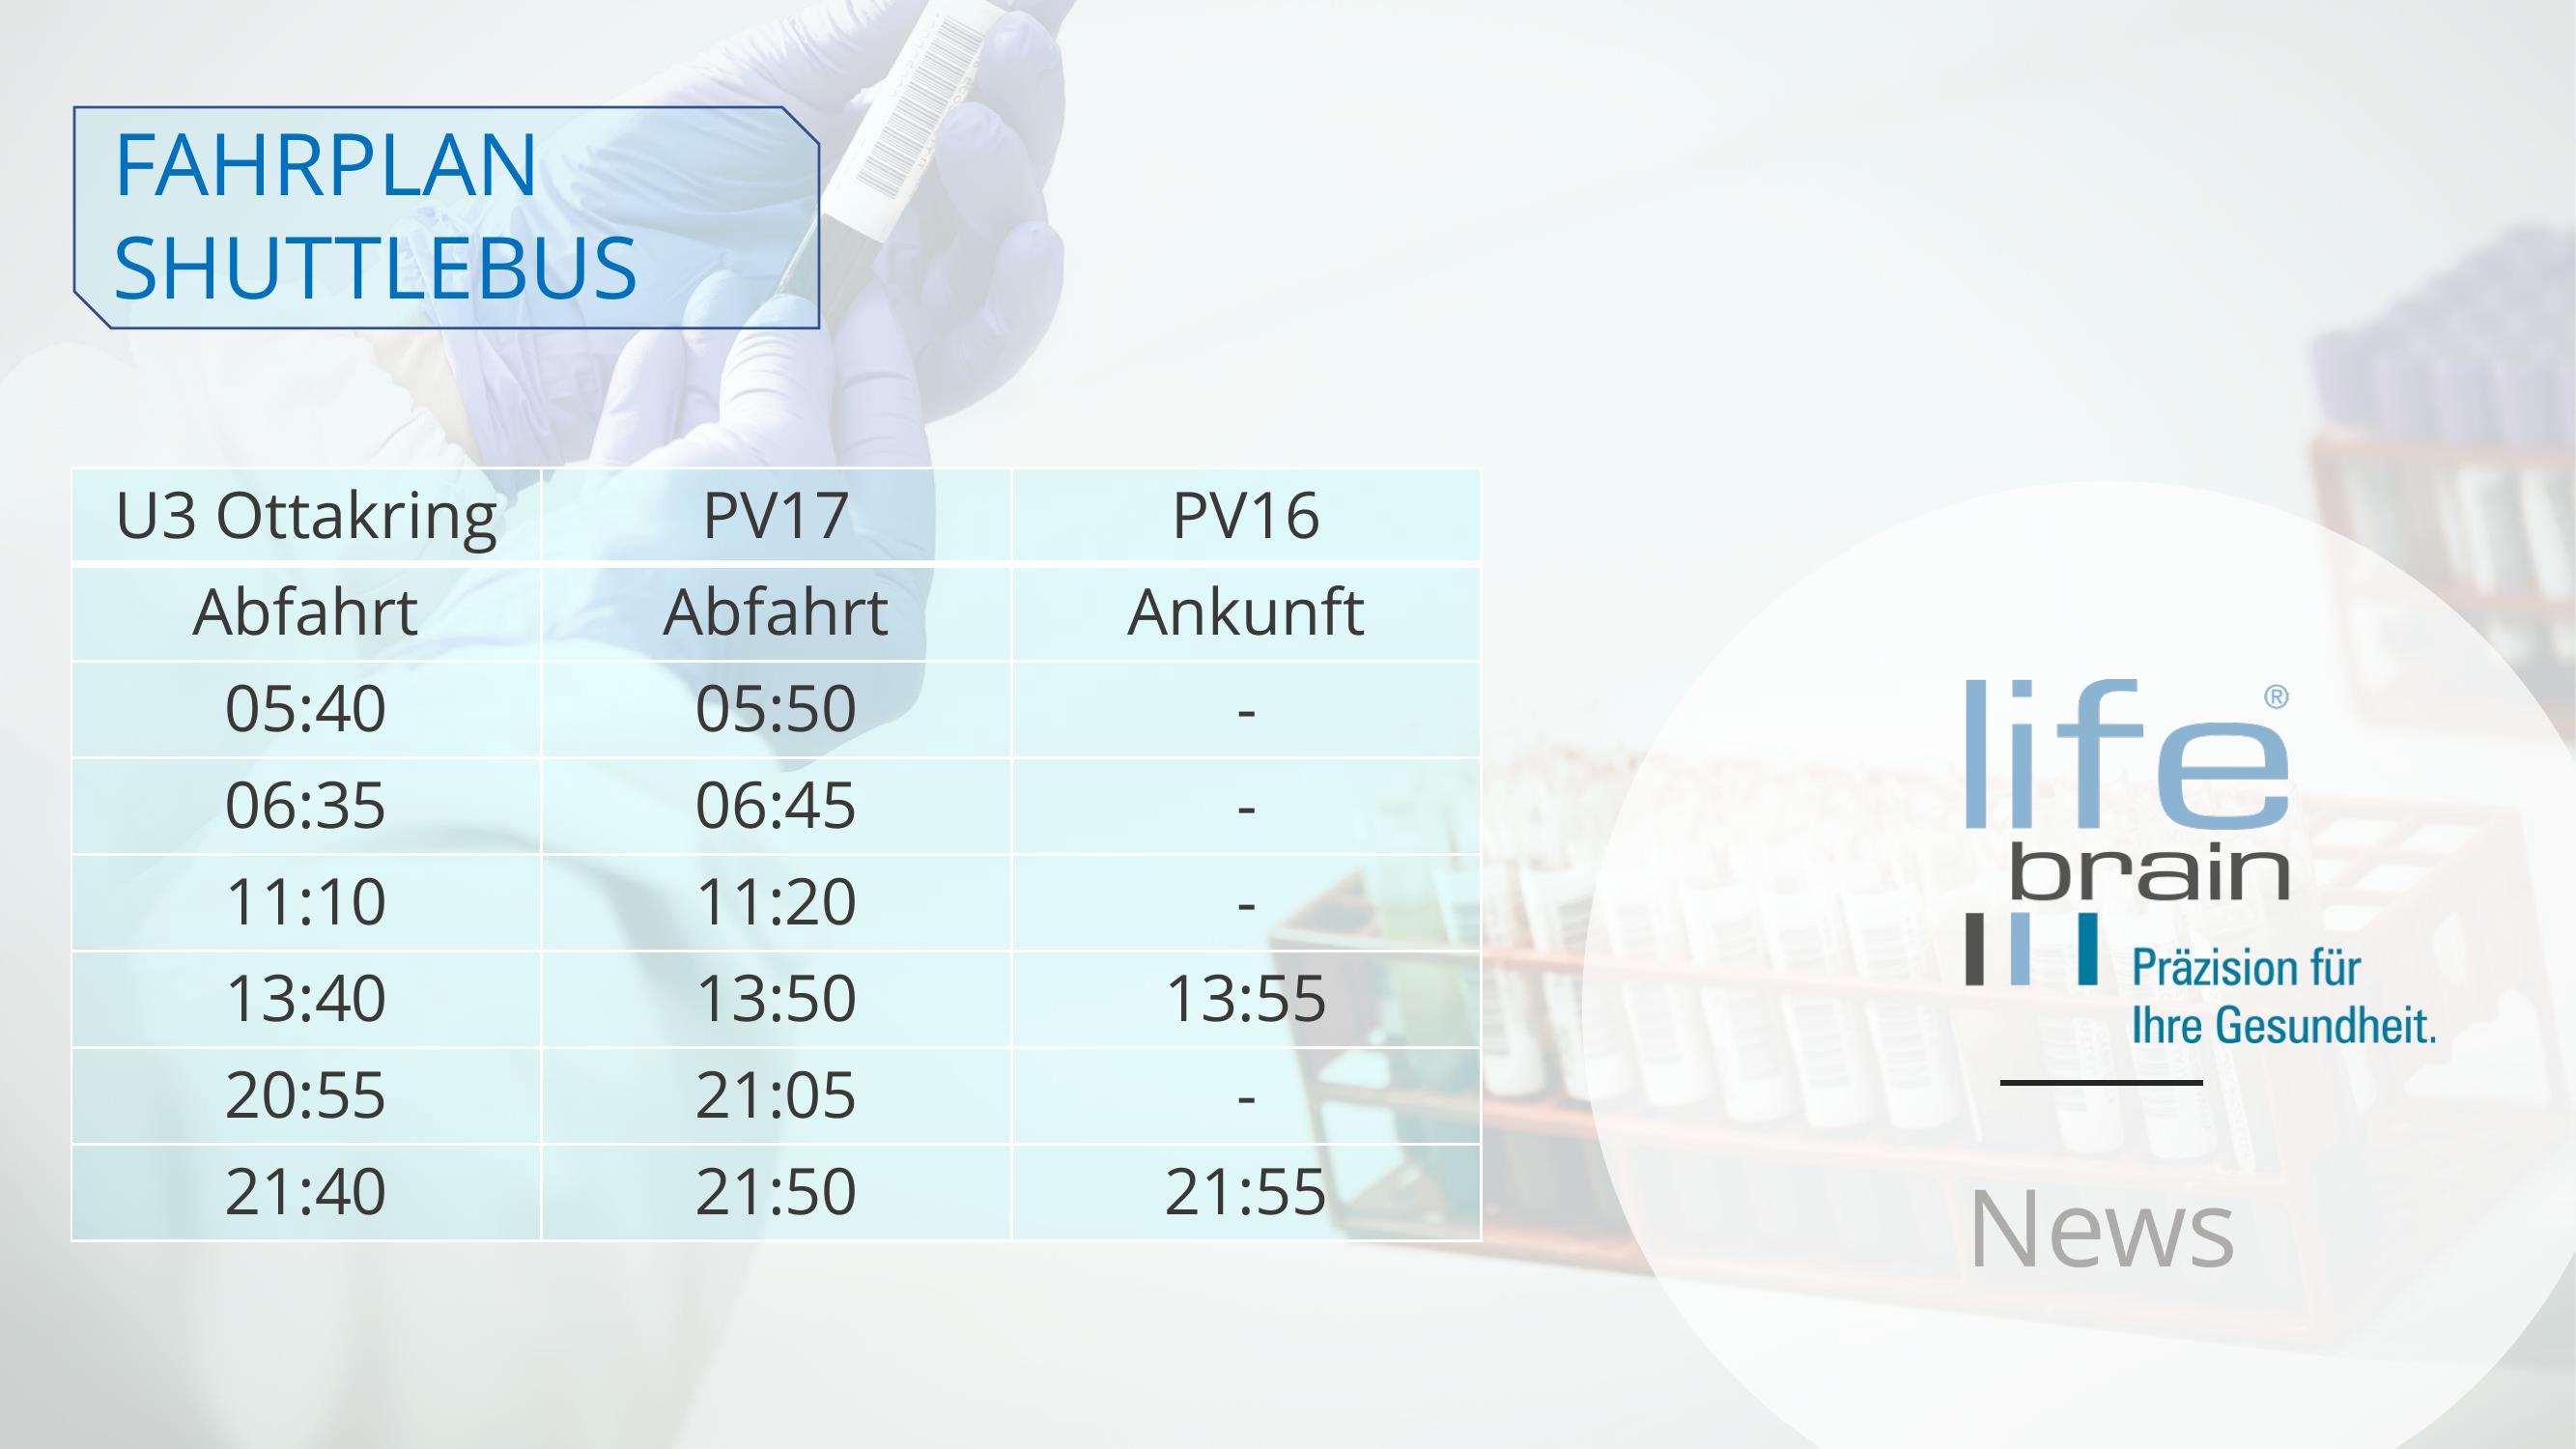 FAHRPLAN
SHUTTLEBUS
U3 Ottakring PV17 PV16
Abfahrt Abfahrt Ankunft
05:40 05:50 -
06:35 06:45 -
11:10 11:20 -
13:40 13:50 13:55
20:55 21:05 -
21:40 21:50 21:55
life ®
brain
Präzision für
Ihre Gesundheit.
News